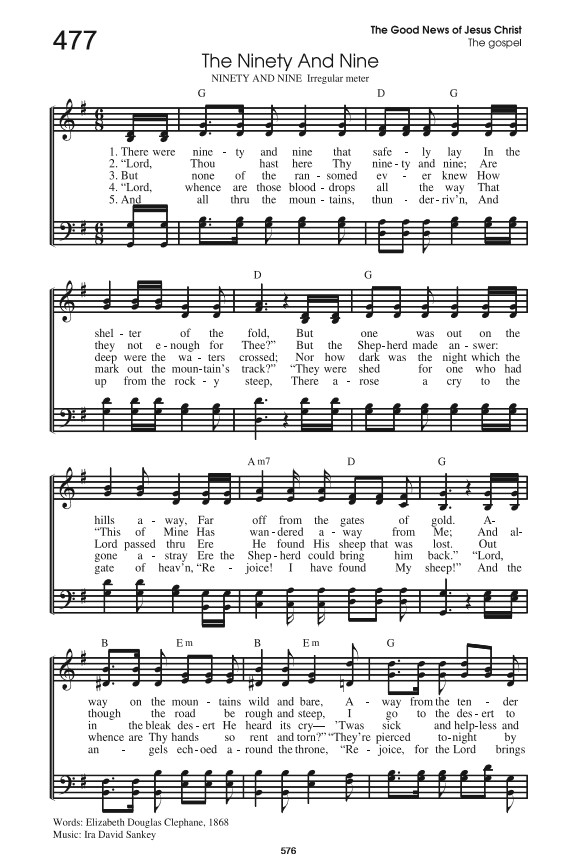 477
The Good News of Jesus Christ
The gospel
The Ninety And Nine
NINETY AND NINE Irregular meter
G D G
1. There were nine - ty and nine that safe - ly lay In the
2. “Lord, Thou hast here Thy nine - ty and nine; Are
3. But none of the ran - somed ev - er knew How
4. “Lord, whence are those blood - drops all the way That
5. And all thru the moun - tains, thun - der-riv’n, And
D G
shel - ter of the fold, But one was out on the
they not e - nough for Thee?” But the Shep-herd made an - swer:
deep were the wa - ters crossed; Nor how dark was the night which the
mark out the moun-tain’s track?” “They were shed for one who had
up from the rock - y steep, There a - rose a cry to the
A m7 D G
hills a - way, Far off from the gates of gold. A-
“This of Mine Has wan - dered a - way from Me; And al-
Lord passed thru Ere He found His sheep that was lost. Out
gone a - stray Ere the Shep-herd could bring him back.” “Lord,
gate of heav’n, “Re - joice! I have found My sheep!” And the
B E m B E m G
way on the moun - tains wild and bare, A - way from the ten - der
though the road be rough and steep, I go to the des - ert to
in the bleak des - ert He heard its cry— ’Twas sick and help-less and
whence are Thy hands so rent and torn?” “They’re pierced to-night by
an - gels ech-oed a - round the throne, “Re - joice, for the Lord brings
Words: Elizabeth Douglas Clephane, 1868
Music: Ira David Sankey
576